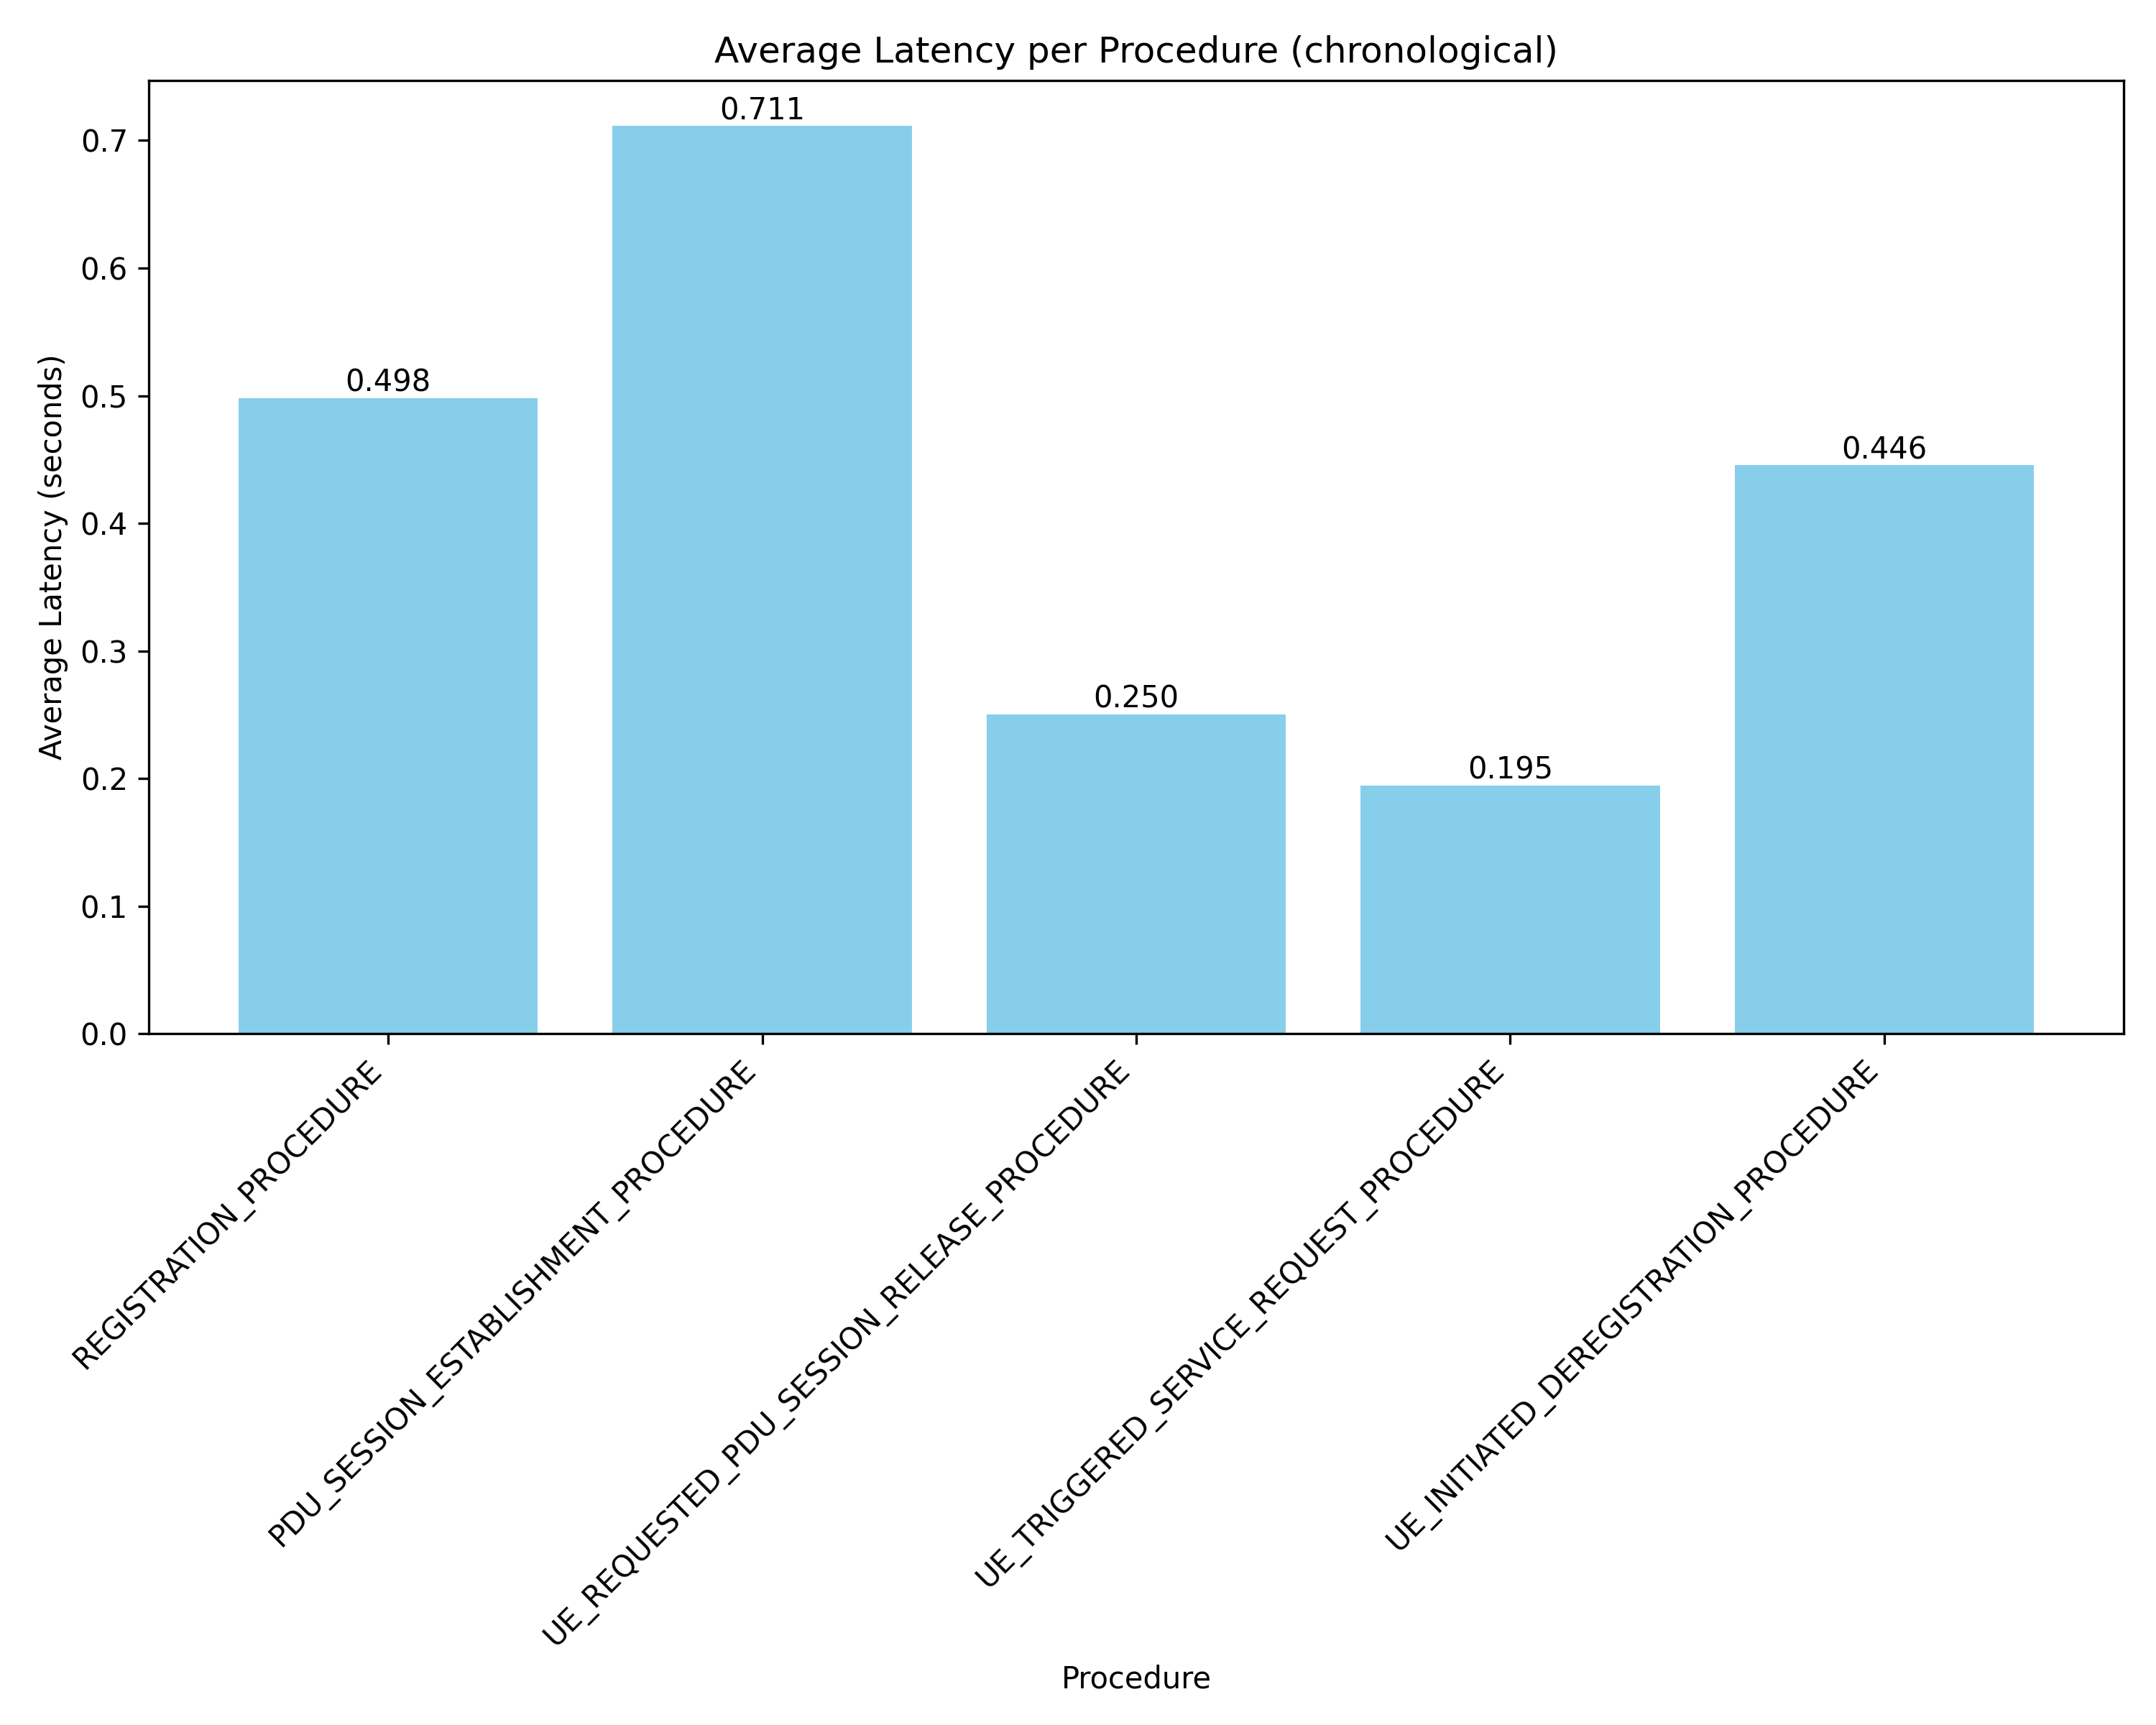 Average Latency per Procedure (chronological)
Average Latency (seconds)
0.7
0.6
0.5
0.4
0.3
0.2
0.1
0.0
0.498
0.711
0.250
0.195
0.446
REGISTRATION_PROCEDURE
PDU_SESSION_ESTABLISHMENT_PROCEDURE
UE_REQUESTED_PDU_SESSION_RELEASE_PROCEDURE
UE_TRIGGERED_SERVICE_REQUEST_PROCEDURE
UE_INITIATED_DEREGISTRATION_PROCEDURE
Procedure